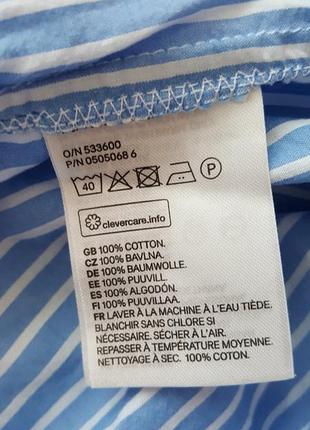 O/N 533600
P/N 0505068 6
40 P
clevercare.info
GB 100% COTTON.
CZ 100% BAVLNA.
DE 100% BAUMWOLLE.
EE 100% PUUVILL.
ES 100% ALGODÓN.
FI 100% PUUVILLAA.
FR LAVER À LA MACHINE À L'EAU TIÈDE.
BLANCHIR SANS CHLORE SI
NÉCESSAIRE. SÉCHER À L'AIR.
REPASSER À TEMPÉRATURE MOYENNE.
NETTOYAGE À SEC. 100% COTON.